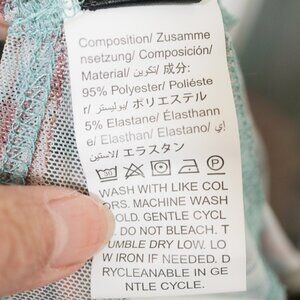 Composition/ Zusamme
nsetzung/ Composición/
Material/ تكوين/ 成分:
95% Polyester/ Poliéste
r/ بوليستر/ ポリエステル
5% Elastane/ Élasthann
e/ Elasthan/ Elastano/ إي
لاستين/ エラスタン
WASH WITH LIKE COL
ORS. MACHINE WASH
COLD. GENTLE CYCL
E. DO NOT BLEACH. T
UMBLE DRY LOW. L
OW IRON IF NEEDED. D
RYCLEANABLE IN GE
NTLE CYCLE.